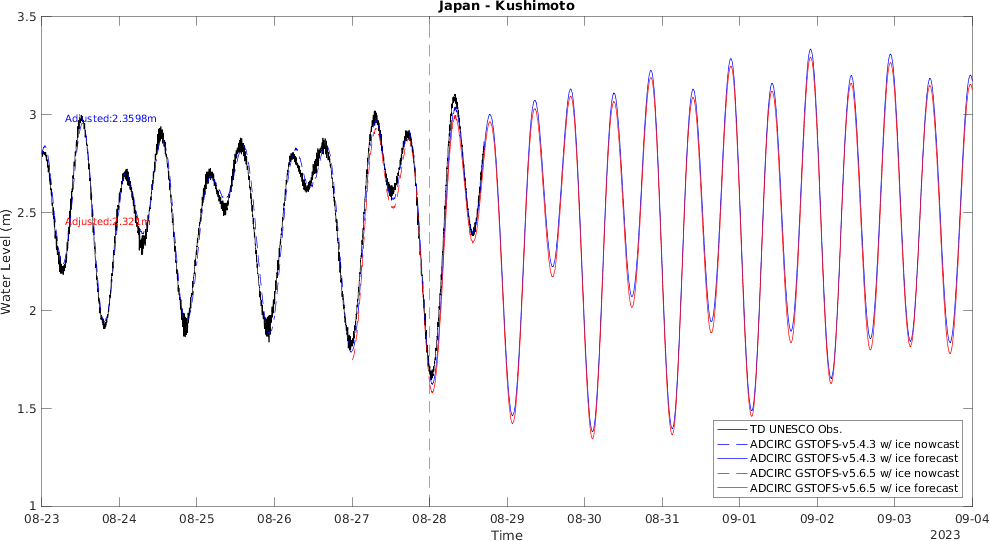 Japan - Kushimoto
3.5
3
2.5
2
1.5
1
Water Level (m)
Adjusted:2.3598m
Adjusted:2.321m
TD UNESCO Obs.
ADCIRC GSTOFS-v5.4.3 w/ ice nowcast
ADCIRC GSTOFS-v5.4.3 w/ ice forecast
ADCIRC GSTOFS-v5.6.5 w/ ice nowcast
ADCIRC GSTOFS-v5.6.5 w/ ice forecast
08-23 08-24 08-25 08-26 08-27 08-28 08-29 08-30 08-31 09-01 09-02 09-03 09-04
Time
2023